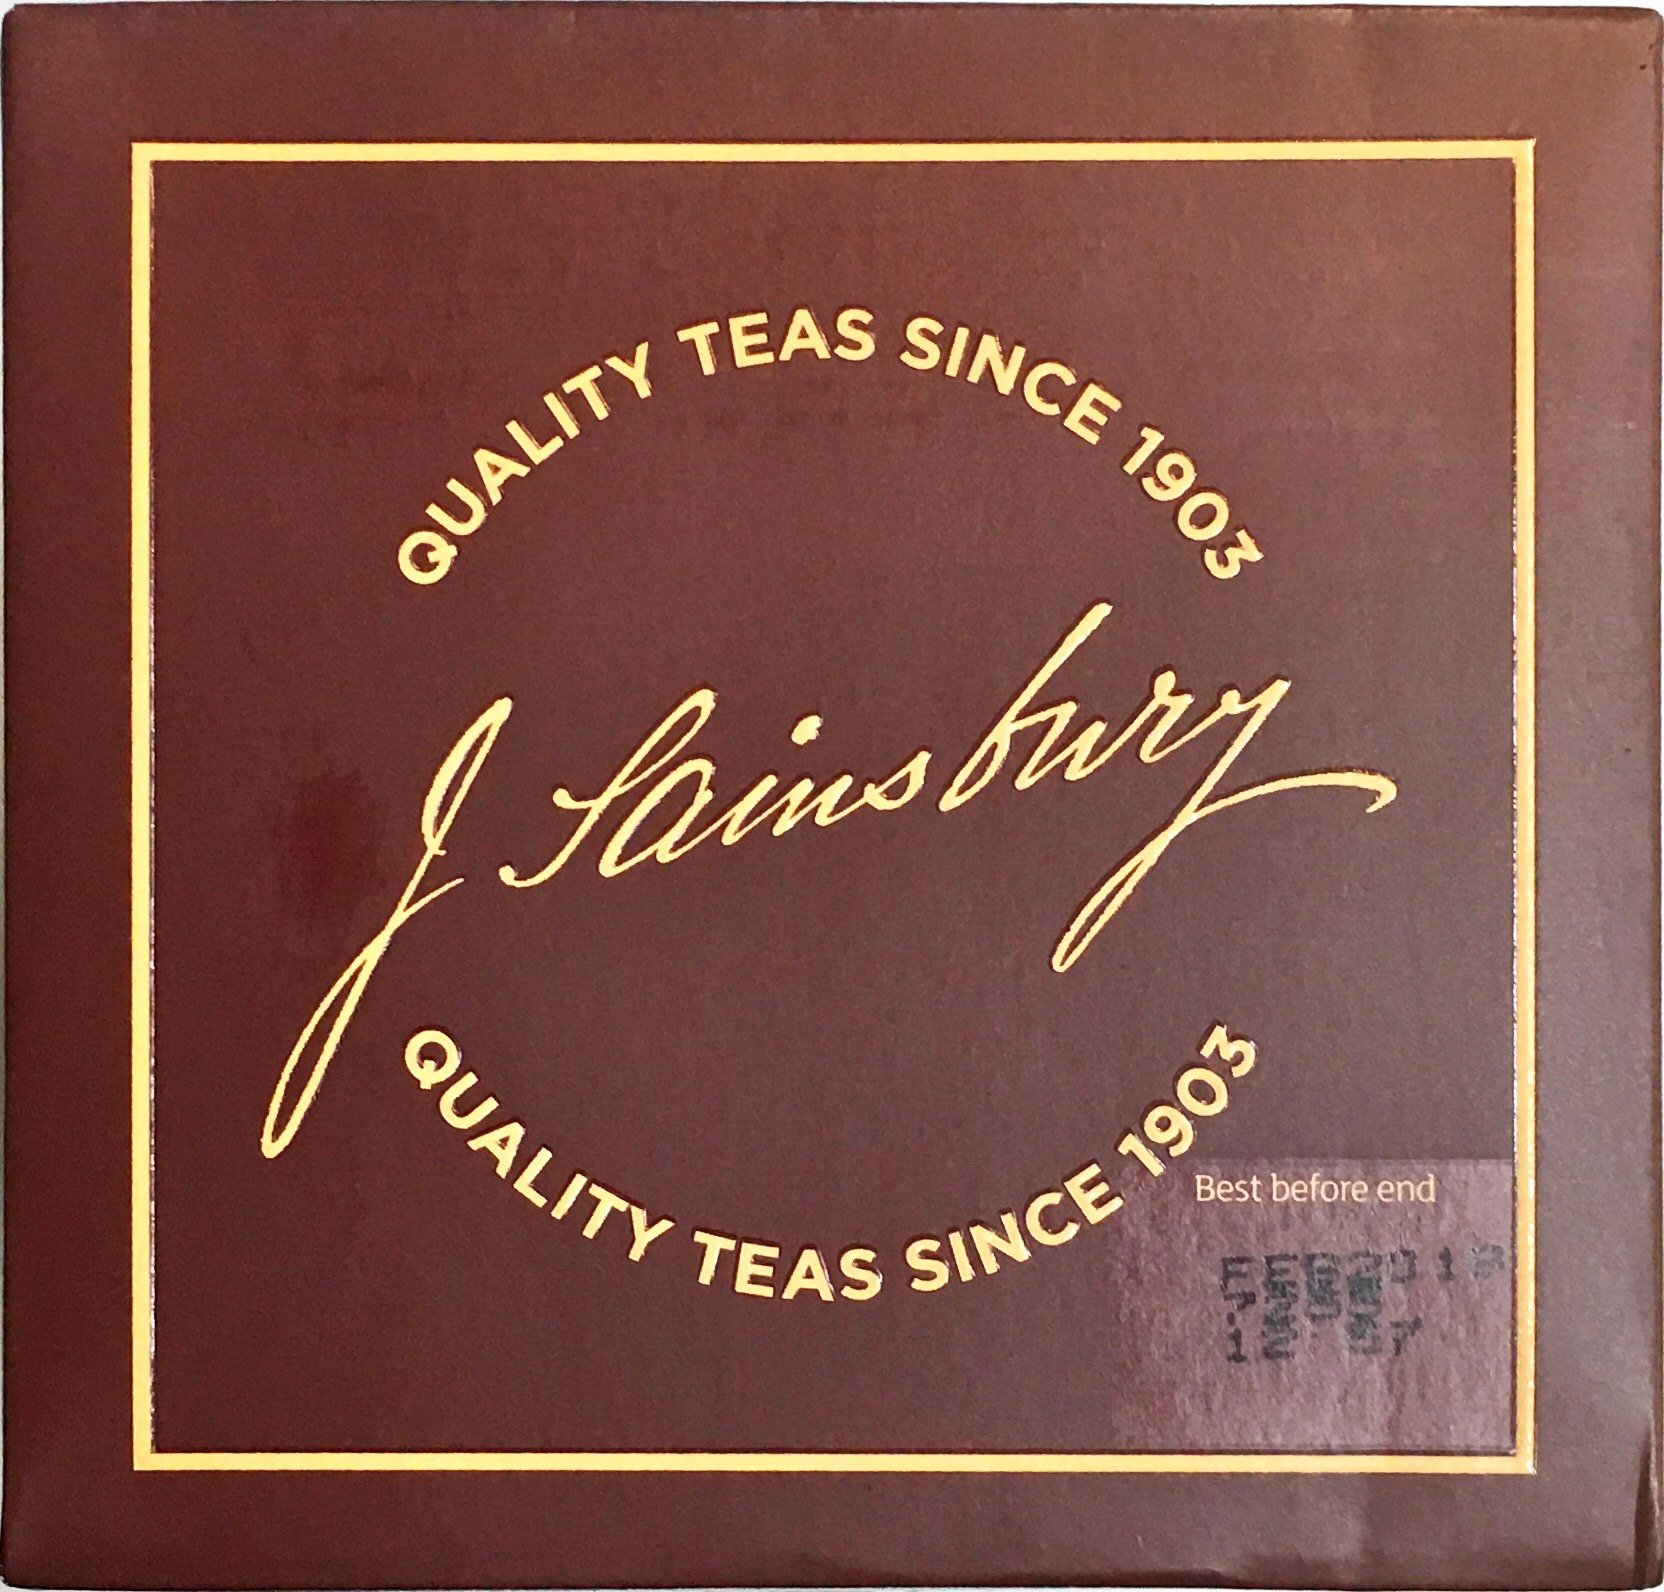 QUALITY TEAS SINCE 1903
J Sainsbury
QUALITY TEAS SINCE 1903
Best before end